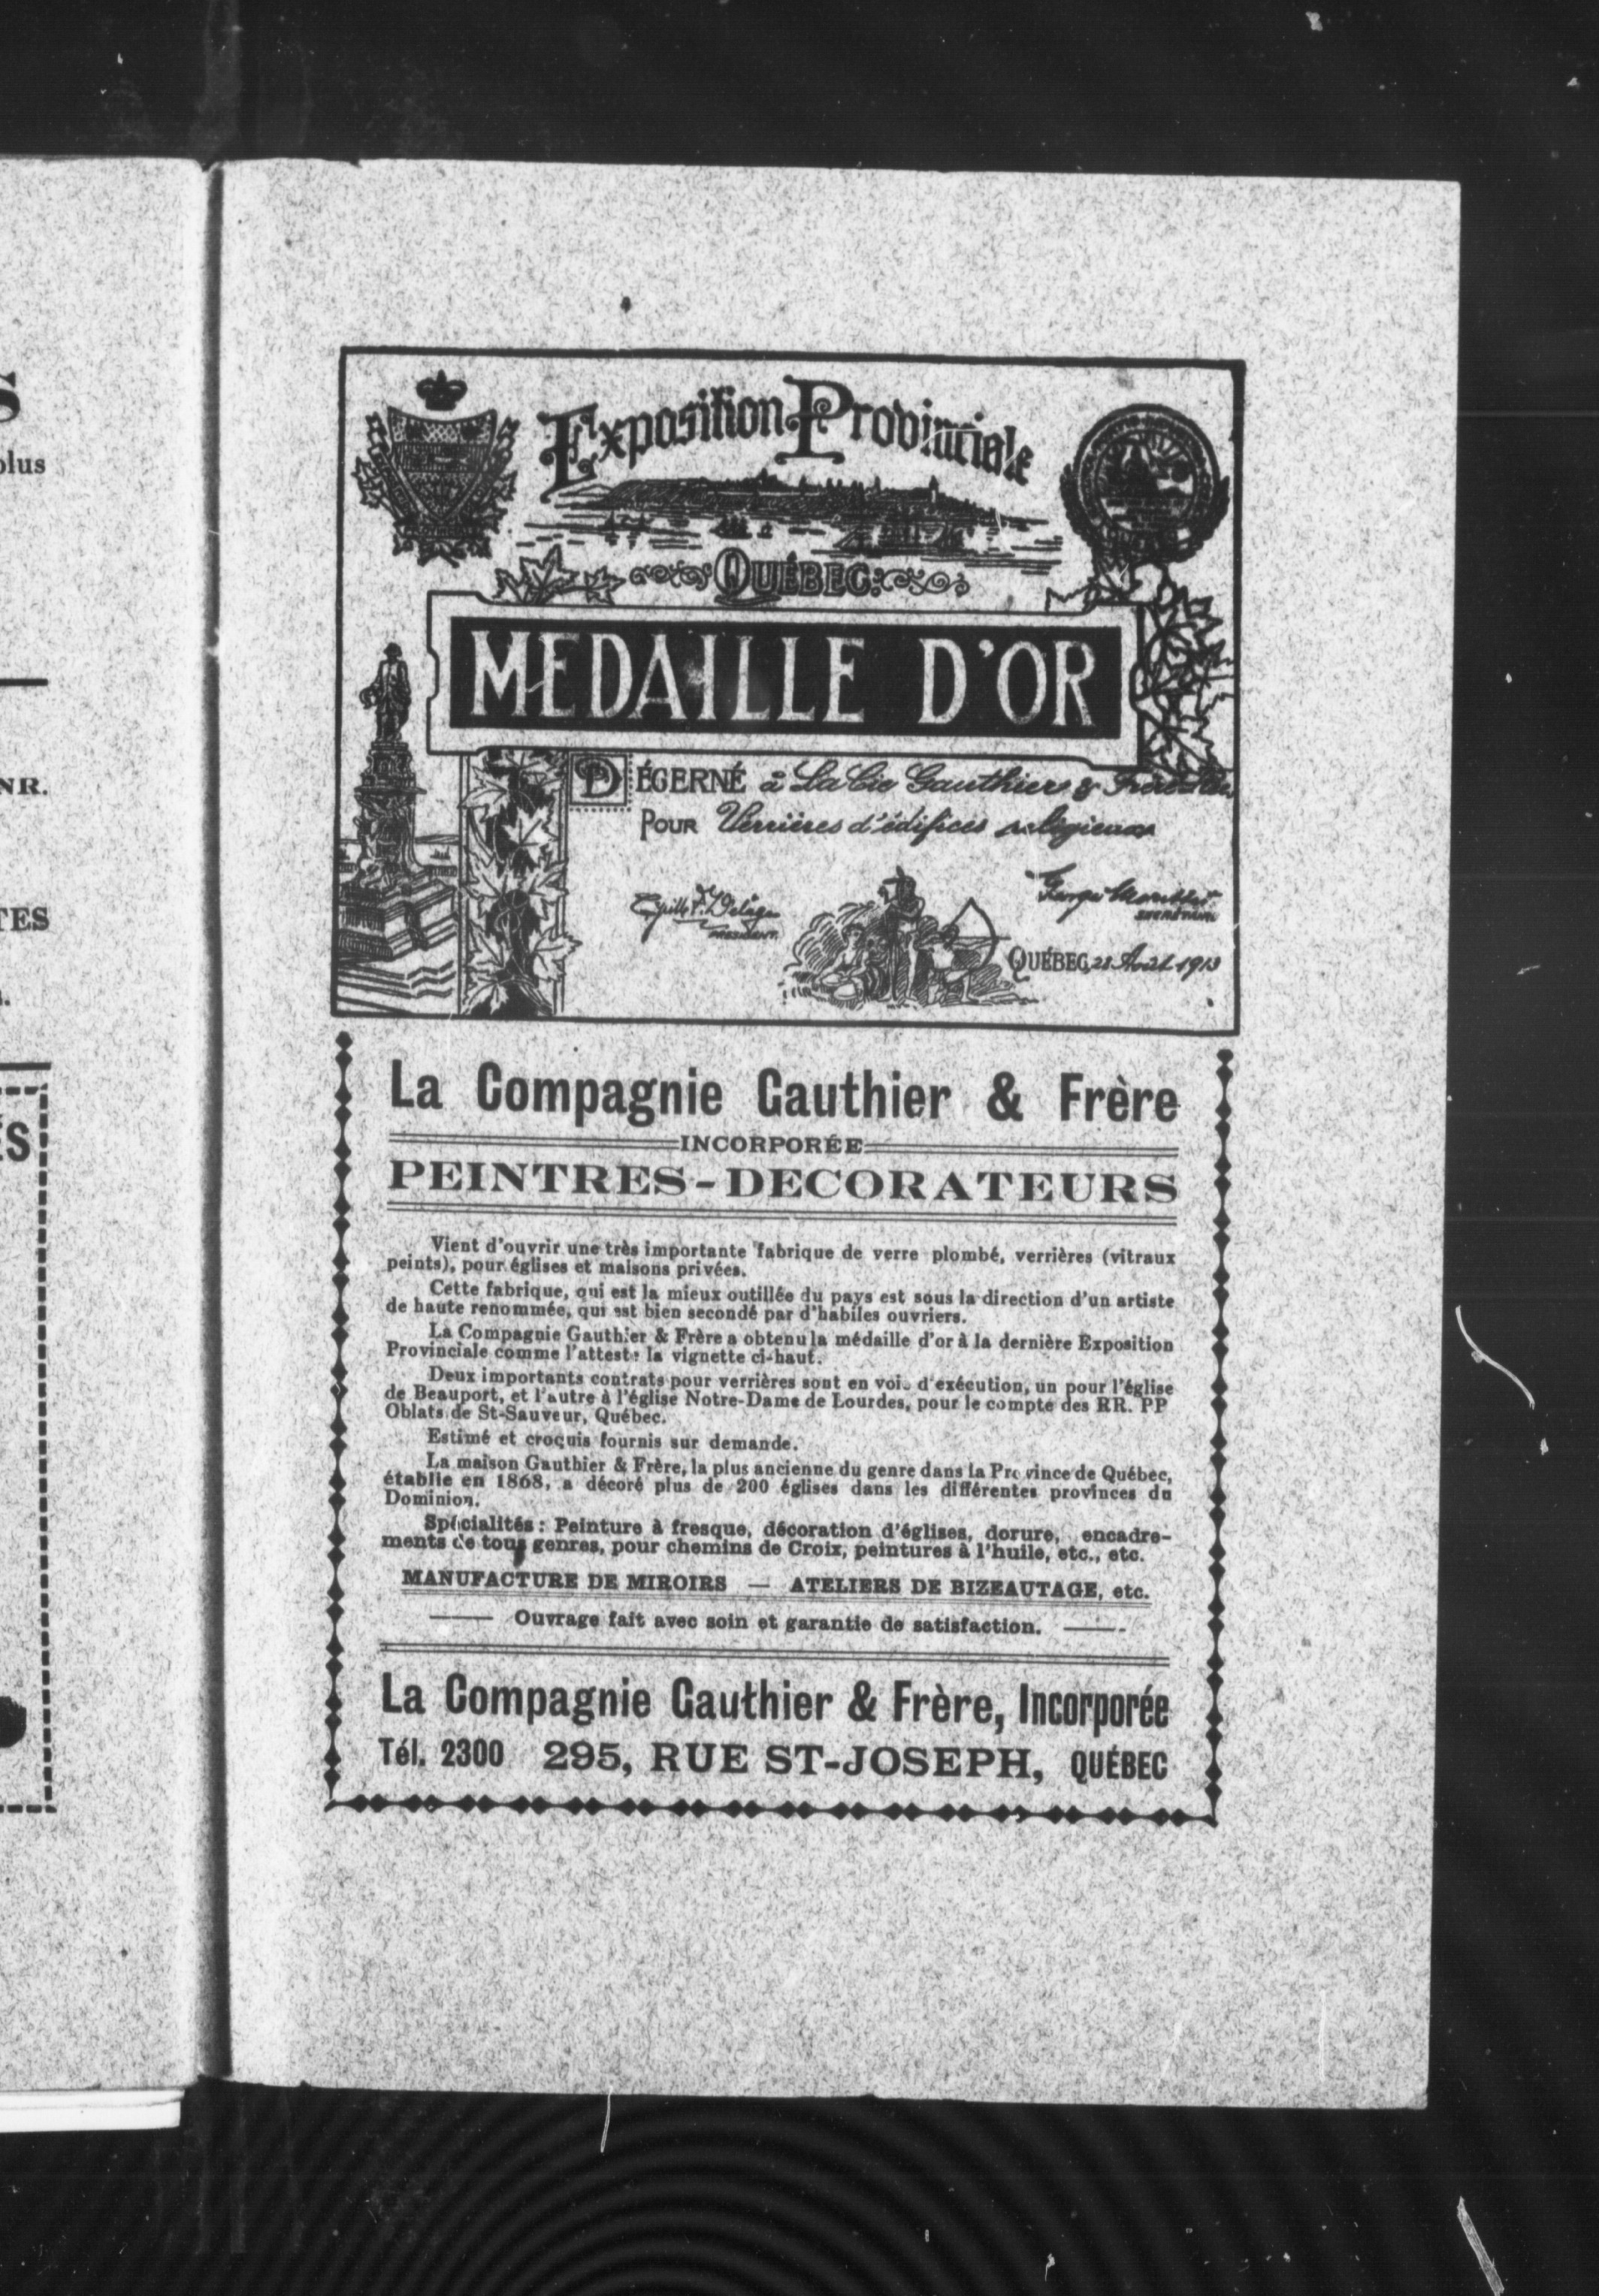 S
plus
NR.
TES
ÉS
Exposition Provinciale
QUÉBEC
MEDAILLE D'OR
DÉCERNÉ à La Cie Gauthier & Frère
POUR Verrières d'édifices religieux
PRESIDENT
SECRETAIRE
QUÉBEC, 28 Août 1913
La Compagnie Gauthier & Frère
INCORPORÉE
PEINTRES-DECORATEURS
Vient d'ouvrir une très importante fabrique de verre plombé, verrières (vitraux
peints), pour églises et maisons privées.
Cette fabrique, qui est la mieux outillée du pays est sous la direction d'un artiste
de haute renommée, qui est bien secondé par d'habiles ouvriers.
La Compagnie Gauthier & Frère a obtenu la médaille d'or à la dernière Exposition
Provinciale comme l'atteste la vignette ci-haut.
Deux importants contrats pour verrières sont en voie d'exécution, un pour l'église
de Beauport, et l'autre à l'église Notre-Dame de Lourdes, pour le compte des RR. PP
Oblats de St-Sauveur, Québec.
Estimé et croquis fournis sur demande.
La maison Gauthier & Frère, la plus ancienne du genre dans la Province de Québec,
établie en 1868, a décoré plus de 200 églises dans les différentes provinces du
Dominion.
Spécialités : Peinture à fresque, décoration d'églises, dorure, encadre-
ments de tous genres, pour chemins de Croix, peintures à l'huile, etc., etc.
MANUFACTURE DE MIROIRS — ATELIERS DE BIZEAUTAGE, etc.
Ouvrage fait avec soin et garantie de satisfaction.
La Compagnie Gauthier & Frère, Incorporée
Tél. 2300 295, RUE ST-JOSEPH, QUÉBEC